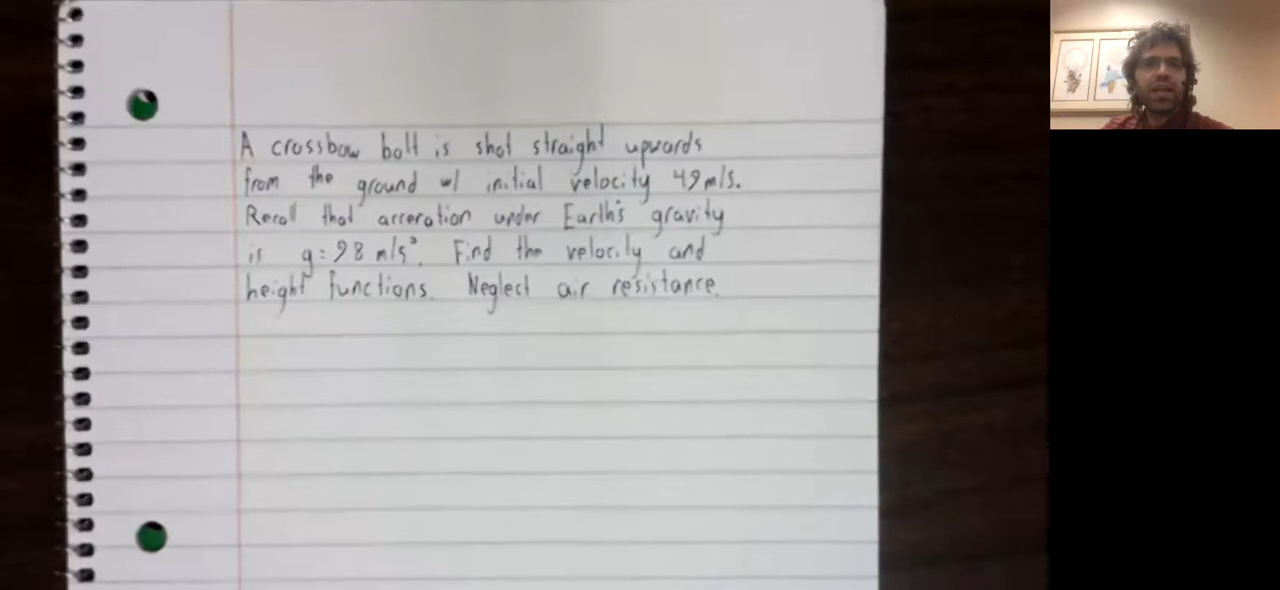 A crossbow bolt is shot straight upwards
from the ground w/ initial velocity 49 m/s.
Recall that acceration under Earth's gravity
is g = 9.8 m/s². Find the velocity and
height functions. Neglect air resistance.